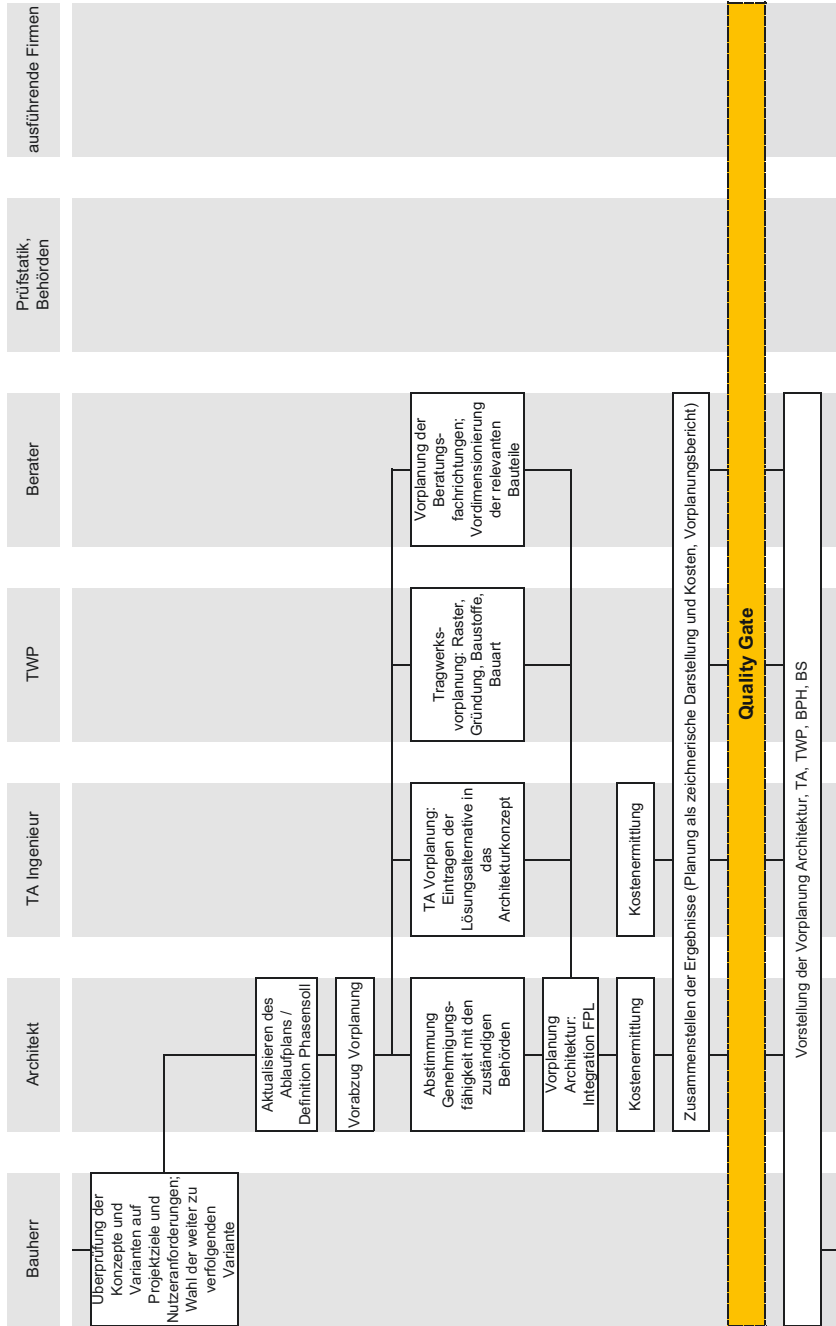 Bauherr
Architekt
TA Ingenieur
TWP
Berater
Prüfstatik,
Behörden
ausführende Firmen
Überprüfung der
Konzepte und
Varianten auf
Projektziele und
Nutzeranforderungen;
Wahl der weiter zu
verfolgenden
Variante
Aktualisieren des
Ablaufplans /
Definition Phasensoll
Vorabzug Vorplanung
Abstimmung
Genehmigungs-
fähigkeit mit den
zuständigen
Behörden
TA Vorplanung:
Eintragen der
Lösungsalternative in
das
Architekturkonzept
Tragwerks-
vorplanung: Raster,
Gründung, Baustoffe,
Bauart
Vorplanung der
Beratungs-
fachrichtungen;
Vordimensionierung
der relevanten
Bauteile
Vorplanung
Architektur:
Integration FPL
Kostenermittlung
Kostenermittlung
Zusammenstellen der Ergebnisse (Planung als zeichnerische Darstellung und Kosten, Vorplanungsbericht)
Quality Gate
Vorstellung der Vorplanung Architektur, TA, TWP, BPH, BS